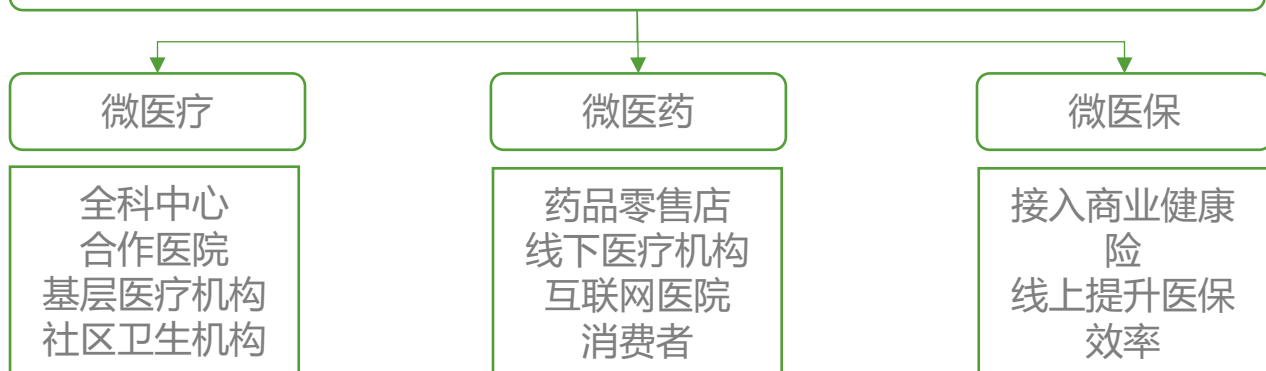 微医疗
微医药
微医保
全科中心
合作医院
基层医疗机构
社区卫生机构
药品零售店
线下医疗机构
互联网医院
消费者
接入商业健康
险
线上提升医保
效率